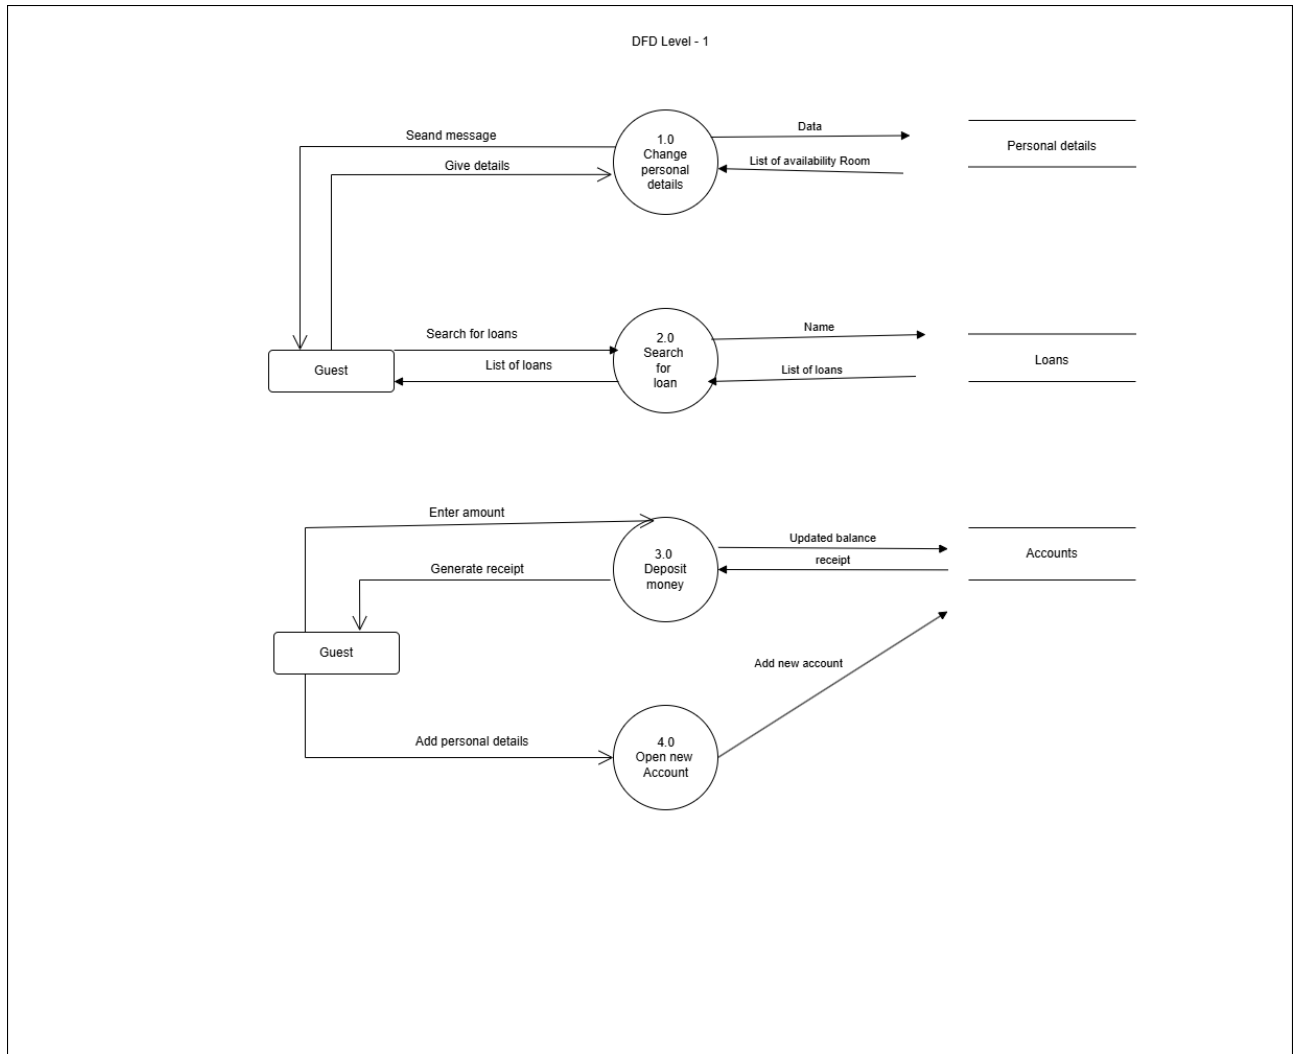 DFD Level - 1
Seand message
Give details
1.0
Change
personal
details
Data
List of availability Room
Personal details
Guest
Search for loans
List of loans
2.0
Search
for
loan
Name
List of loans
Loans
Enter amount
Generate receipt
3.0
Deposit
money
Updated balance
receipt
Accounts
Guest
Add personal details
4.0
Open new
Account
Add new account